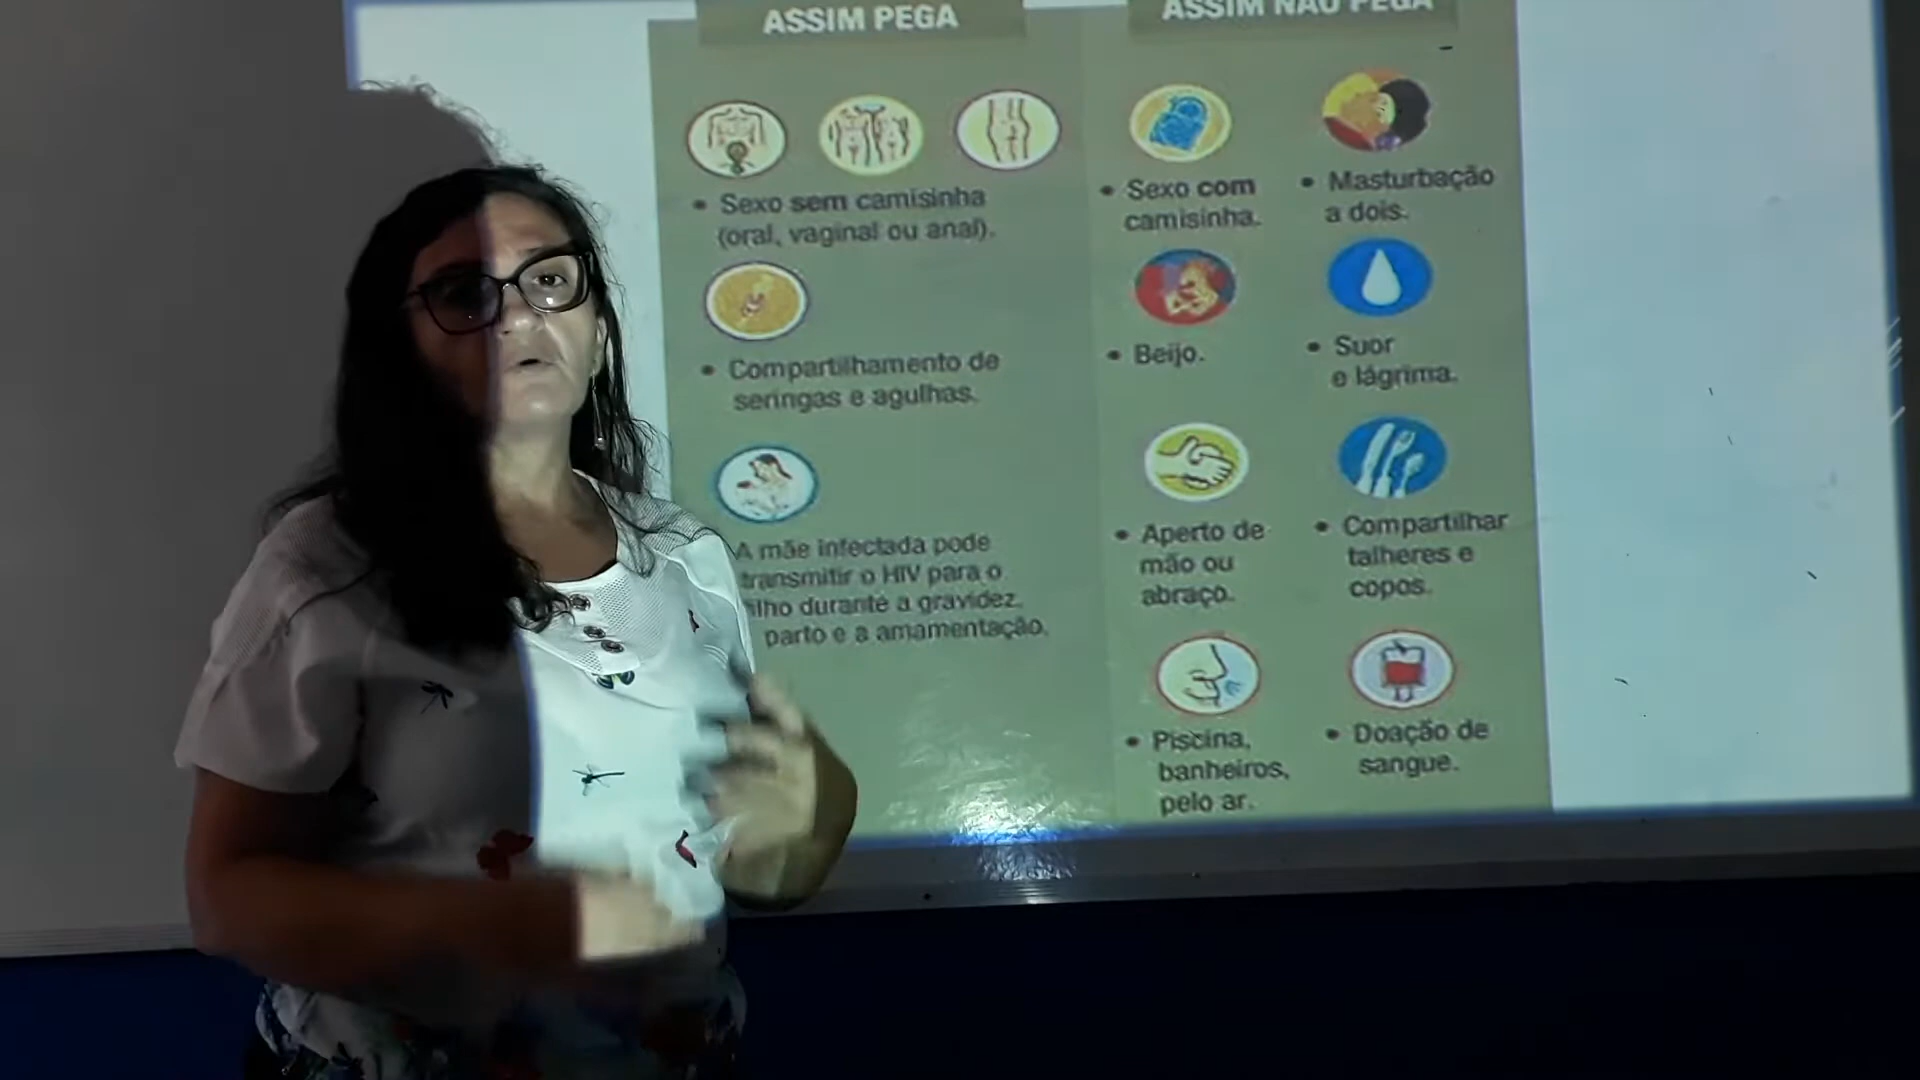 ASSIM PEGA
• Sexo sem camisinha
(oral, vaginal ou anal).
• Compartilhamento de
seringas e agulhas.
A mãe infectada pode
transmitir o HIV para o
filho durante a gravidez,
parto e a amamentação.
ASSIM NÃO PEGA
• Sexo com
camisinha.
• Masturbação
a dois.
• Beijo.
• Suor
e lágrima.
• Aperto de
mão ou
abraço.
• Compartilhar
talheres e
copos.
• Piscina,
banheiros,
pelo ar.
• Doação de
sangue.